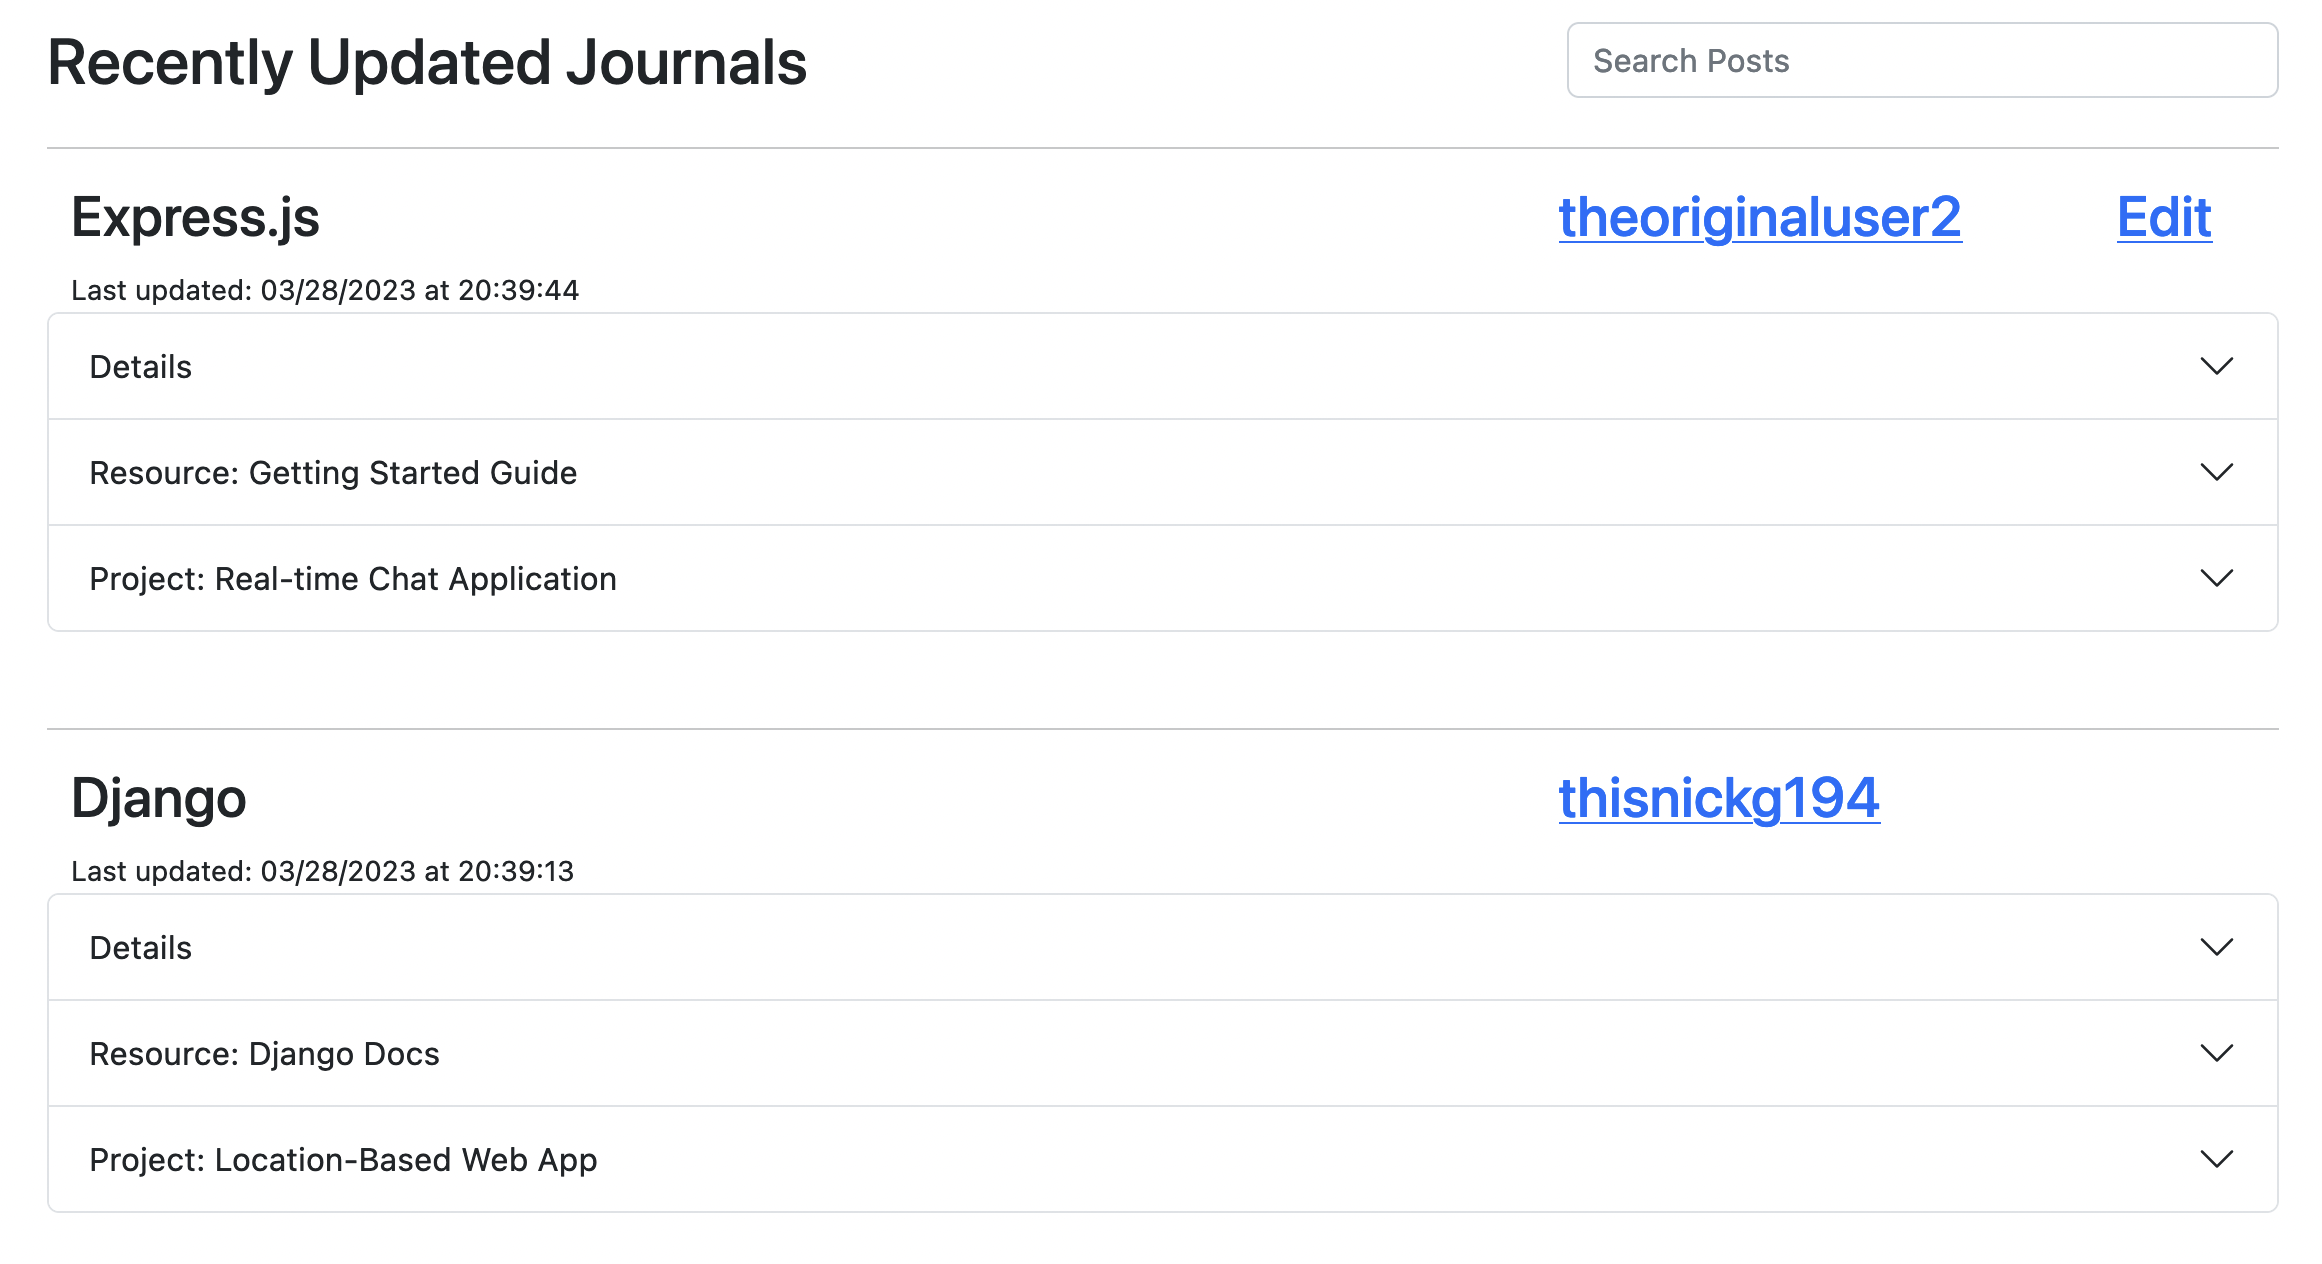 Recently Updated Journals
Search Posts
Express.js
theoriginaluser2
Edit
Last updated: 03/28/2023 at 20:39:44
Details
Resource: Getting Started Guide
Project: Real-time Chat Application
Django
thisnickg194
Last updated: 03/28/2023 at 20:39:13
Details
Resource: Django Docs
Project: Location-Based Web App